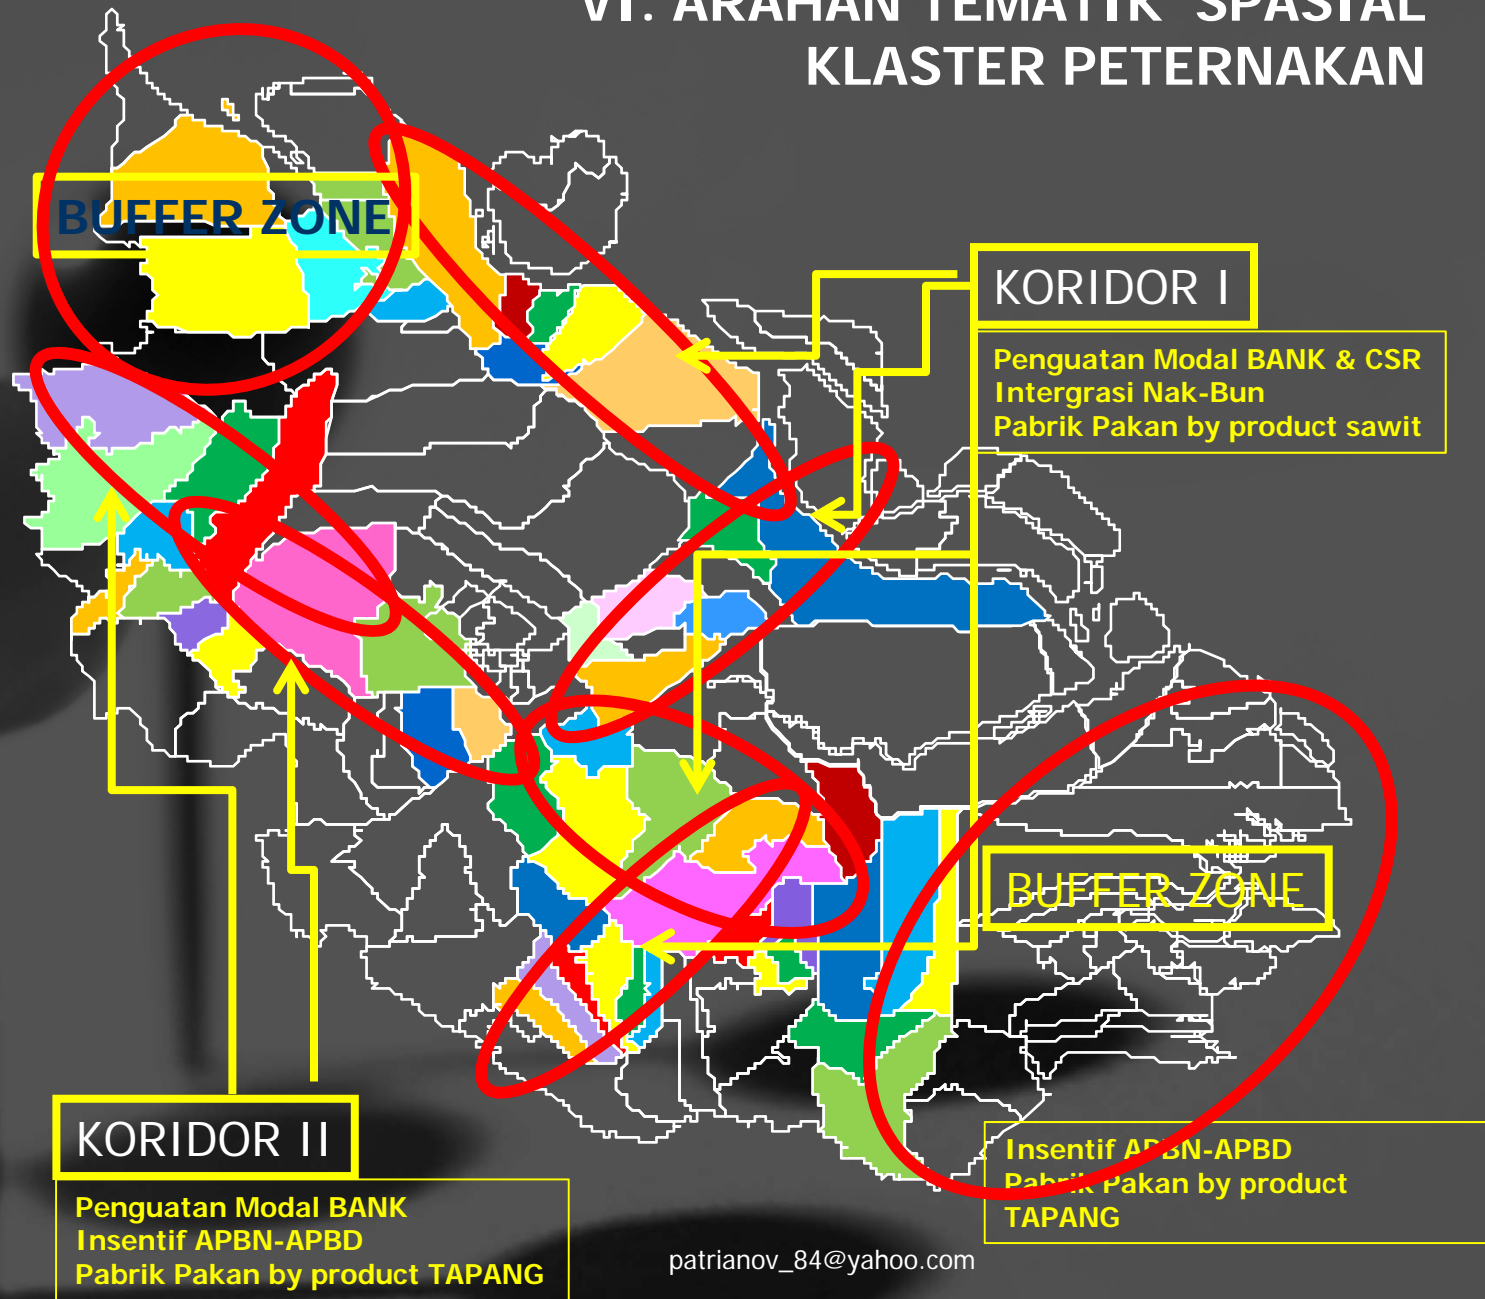 VI. ARAHAN TEMATIK SPASIAL
KLASTER PETERNAKAN
BUFFER ZONE
KORIDOR I
Penguatan Modal BANK & CSR
Intergrasi Nak-Bun
Pabrik Pakan by product sawit
BUFFER ZONE
Insentif APBN-APBD
Pabrik Pakan by product
TAPANG
KORIDOR II
Penguatan Modal BANK
Insentif APBN-APBD
Pabrik Pakan by product TAPANG
patrianov_84@yahoo.com